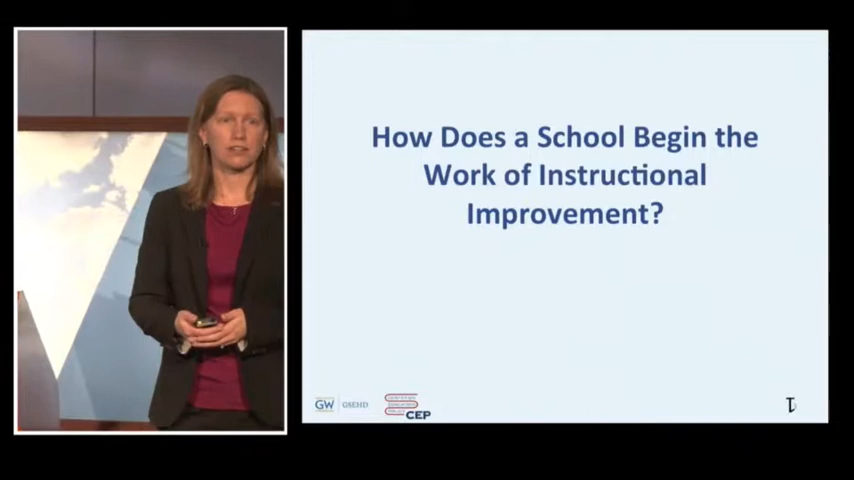 How Does a School Begin the
Work of Instructional
Improvement?
GW GSEHD
CEP